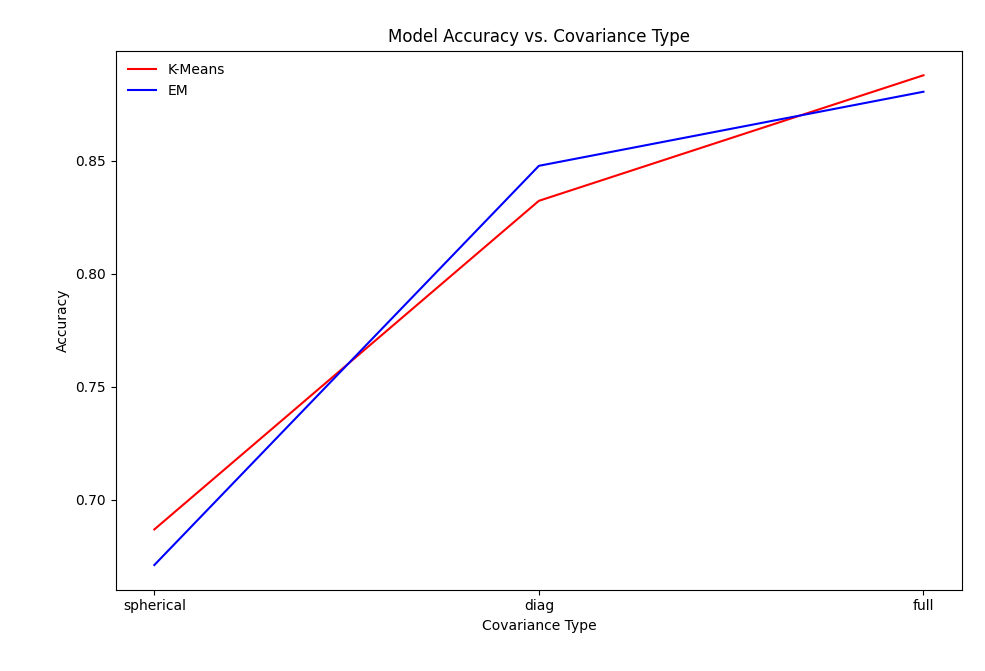 Model Accuracy vs. Covariance Type
K-Means
EM
0.85
0.80
0.75
0.70
Accuracy
spherical diag full
Covariance Type